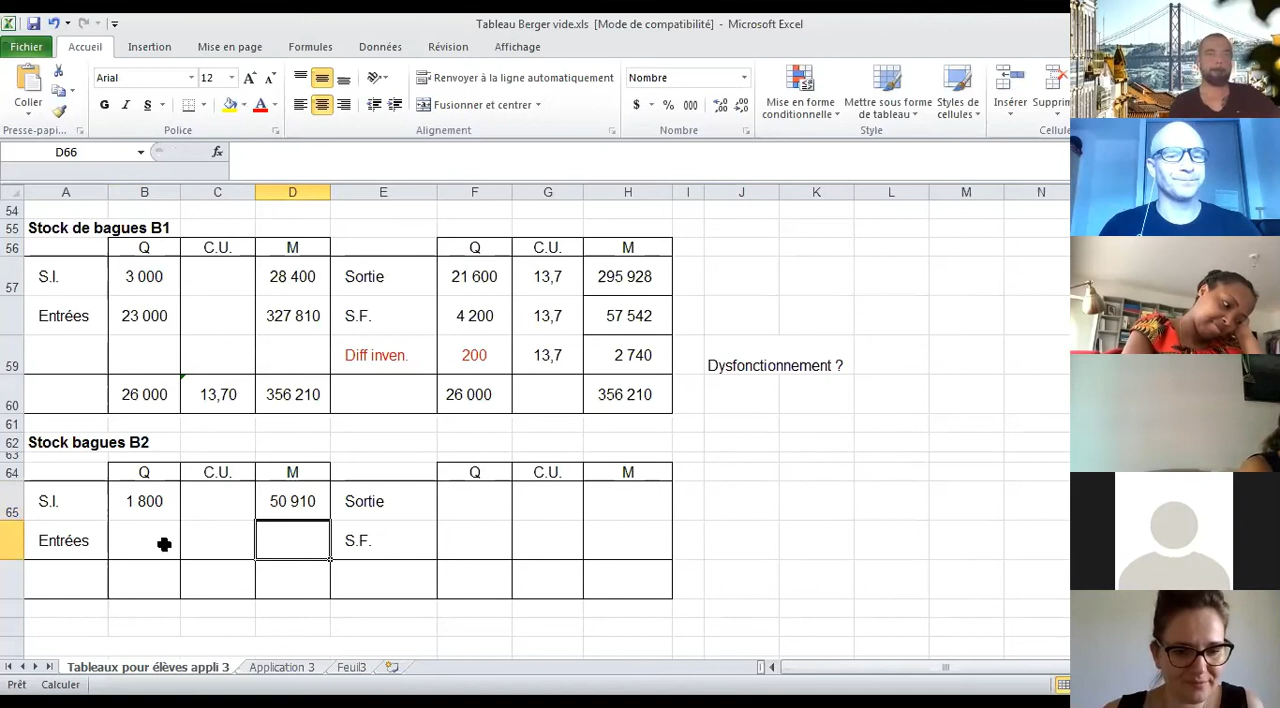 Tableau Berger vide.xls [Mode de compatibilité] - Microsoft Excel
Fichier Accueil Insertion Mise en page Formules Données Révision Affichage
Coller Arial 12 Renvoyer à la ligne automatiquement Nombre Mise en forme conditionnelle Mettre sous forme de tableau Styles de cellules Insérer Supprim
G I S Fusionner et centrer $ % 000
Presse-papi... Police Alignement Nombre Style Cellule
D66 fx
A B C D E F G H I J K L M N
54
55 Stock de bagues B1
56 Q C.U. M Q C.U. M
57 S.I. 3 000 28 400 Sortie 21 600 13,7 295 928
Entrées 23 000 327 810 S.F. 4 200 13,7 57 542
59 Diff inven. 200 13,7 2 740 Dysfonctionnement ?
60 26 000 13,70 356 210 26 000 356 210
61
62 Stock bagues B2
63
64 Q C.U. M Q C.U. M
65 S.I. 1 800 50 910 Sortie
Entrées S.F.
Tableaux pour élèves appli 3 Application 3 Feuil3
Prêt Calculer